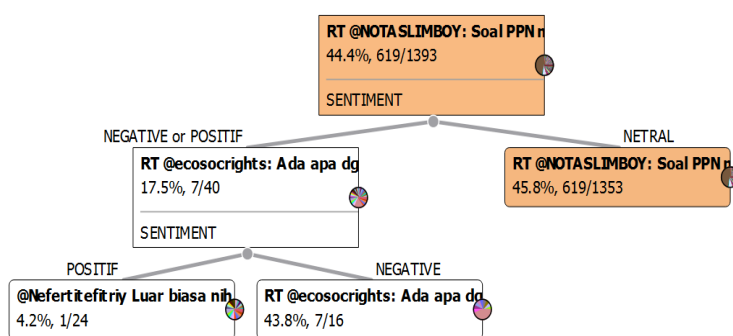 RT @NOTASLIMBOY: Soal PPN n
44.4%, 619/1393
SENTIMENT
NEGATIVE or POSITIF
NETRAL
RT @ecosocrights: Ada apa dg
17.5%, 7/40
SENTIMENT
RT @NOTASLIMBOY: Soal PPN n
45.8%, 619/1353
POSITIF
NEGATIVE
@Nefertitefitriy Luar biasa nih
4.2%, 1/24
RT @ecosocrights: Ada apa dg
43.8%, 7/16